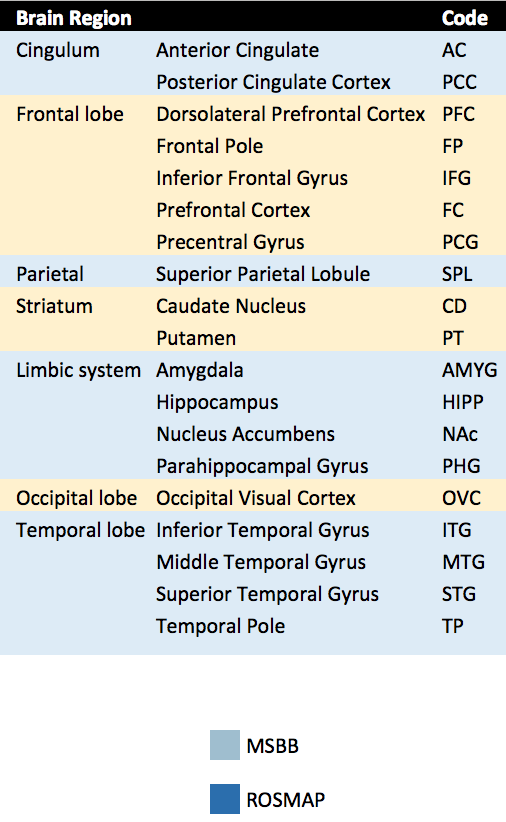 Brain Region Code
Cingulum Anterior Cingulate AC
Posterior Cingulate Cortex PCC
Frontal lobe Dorsolateral Prefrontal Cortex PFC
Frontal Pole FP
Inferior Frontal Gyrus IFG
Prefrontal Cortex FC
Precentral Gyrus PCG
Parietal Superior Parietal Lobule SPL
Striatum Caudate Nucleus CD
Putamen PT
Limbic system Amygdala AMYG
Hippocampus HIPP
Nucleus Accumbens NAc
Parahippocampal Gyrus PHG
Occipital lobe Occipital Visual Cortex OVC
Temporal lobe Inferior Temporal Gyrus ITG
Middle Temporal Gyrus MTG
Superior Temporal Gyrus STG
Temporal Pole TP
MSBB
ROSMAP